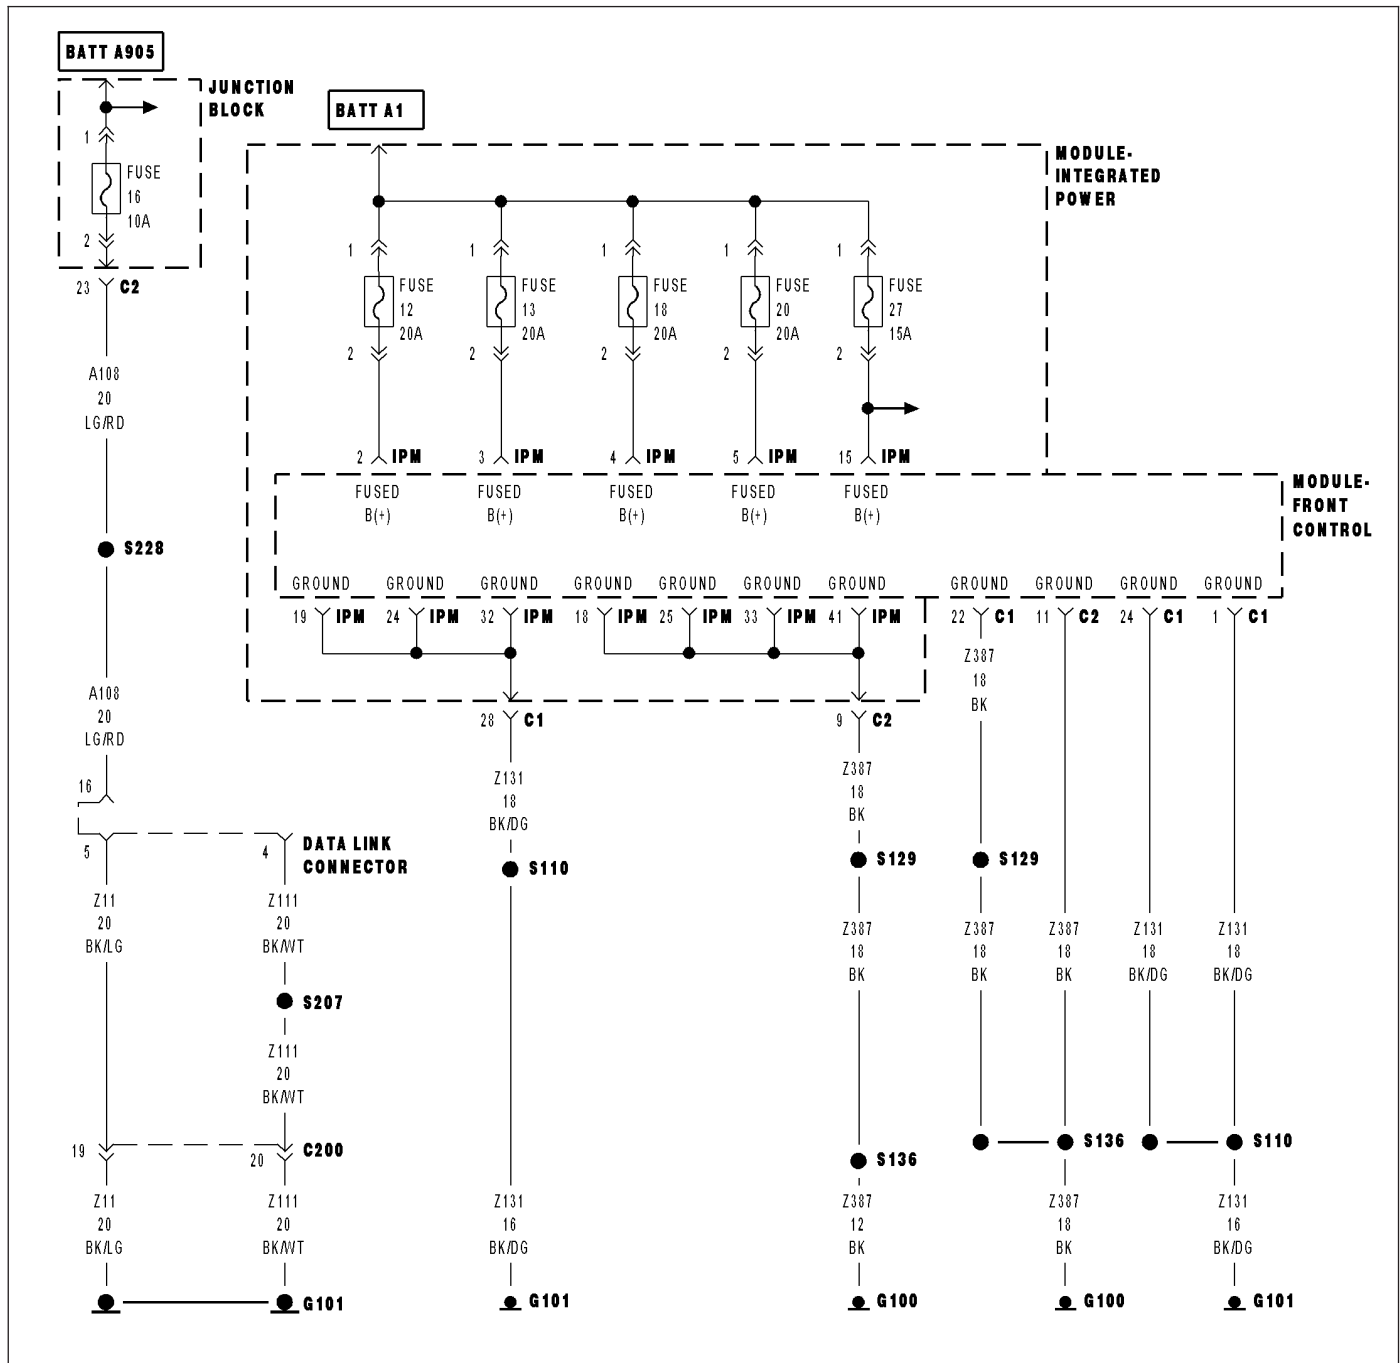 BATT A905
JUNCTION
BLOCK
1
FUSE
16
10A
2
23 C2
A108
20
LG/RD
S228
A108
20
LG/RD
16
5
4
DATA LINK
CONNECTOR
Z11
20
BK/LG
Z111
20
BK/WT
S207
Z111
20
BK/WT
19
20
C200
Z11
20
BK/LG
Z111
20
BK/WT
G101
BATT A1
MODULE-
INTEGRATED
POWER
1 1 1 1 1
FUSE FUSE FUSE FUSE FUSE
12 13 18 20 27
20A 20A 20A 20A 15A
2 2 2 2 2
2 IPM 3 IPM 4 IPM 5 IPM 15 IPM
FUSED FUSED FUSED FUSED FUSED
B(+) B(+) B(+) B(+) B(+)
MODULE-
FRONT
CONTROL
GROUND GROUND GROUND GROUND GROUND GROUND GROUND GROUND GROUND GROUND GROUND
19 IPM 24 IPM 32 IPM 18 IPM 25 IPM 33 IPM 41 IPM 22 C1 11 C2 24 C1 1 C1
Z387
18
BK
28 C1
9 C2
Z131
18
BK/DG
Z387
18
BK
S110
S129
S129
Z387 Z387 Z387 Z131 Z131
18 18 18 18 18
BK BK BK BK/DG BK/DG
S136
S136
S110
Z131 Z387 Z387 Z131
16 12 18 16
BK/DG BK BK BK/DG
G101 G100 G100 G101